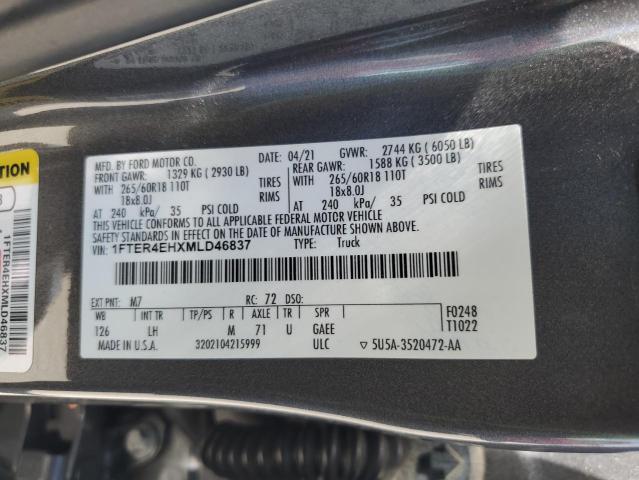 MFD. BY FORD MOTOR CO. DATE: 04/21 GVWR: 2744 KG ( 6050 LB)
FRONT GAWR: 1329 KG ( 2930 LB) REAR GAWR: 1588 KG ( 3500 LB)
WITH 265/60R18 110T TIRES WITH 265/60R18 110T TIRES
18x8.0J RIMS 18x8.0J RIMS
AT 240 kPa/ 35 PSI COLD AT 240 kPa/ 35 PSI COLD
THIS VEHICLE CONFORMS TO ALL APPLICABLE FEDERAL MOTOR VEHICLE
SAFETY STANDARDS IN EFFECT ON THE DATE OF MANUFACTURE SHOWN ABOVE.
VIN: 1FTER4EHXMLD46837 TYPE: Truck
EXT PNT: M7 RC: 72 DSO: F0248
WB INT TR TP/PS R AXLE TR SPR T1022
126 LH M 71 U GAEE
MADE IN U.S.A. 3202104215999 ULC ▽ 5U5A-3520472-AA
1FTER4EHXMLD46837